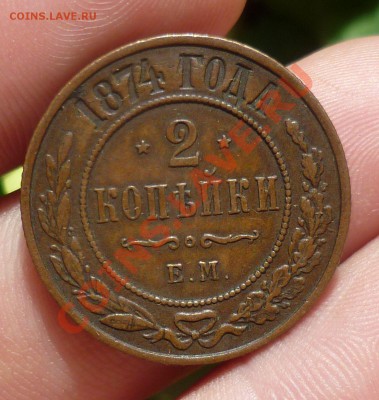 COINS.LAVE.RU
1874 ГОДА
2
КОПѢЙКИ
Е.М.
COINS.LAVE.RU